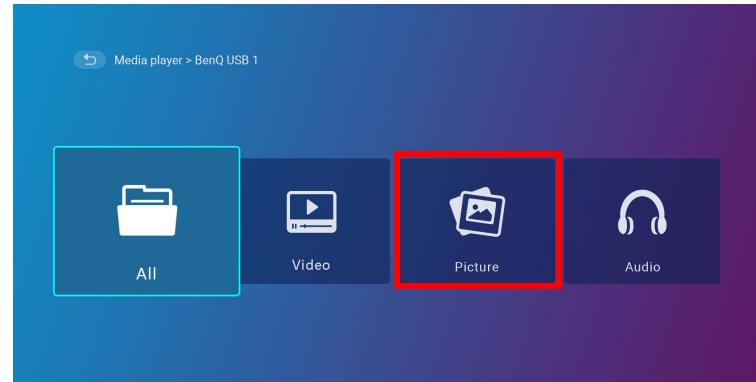 Media player > BenQ USB 1
All
Video
Picture
Audio